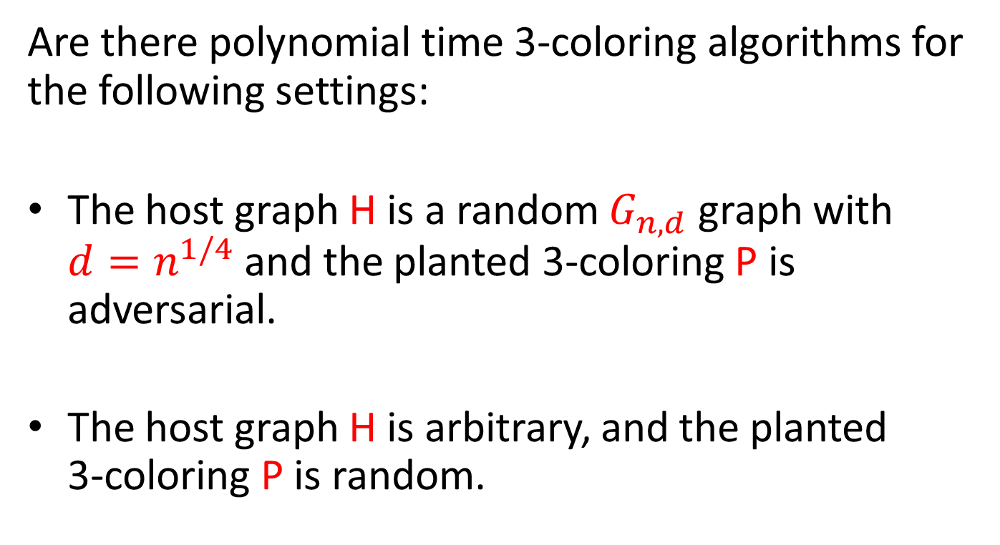 Are there polynomial time 3-coloring algorithms for
the following settings:
• The host graph H is a random Gₙ,d graph with
d = n^{1/4} and the planted 3-coloring P is
adversarial.
• The host graph H is arbitrary, and the planted
3-coloring P is random.